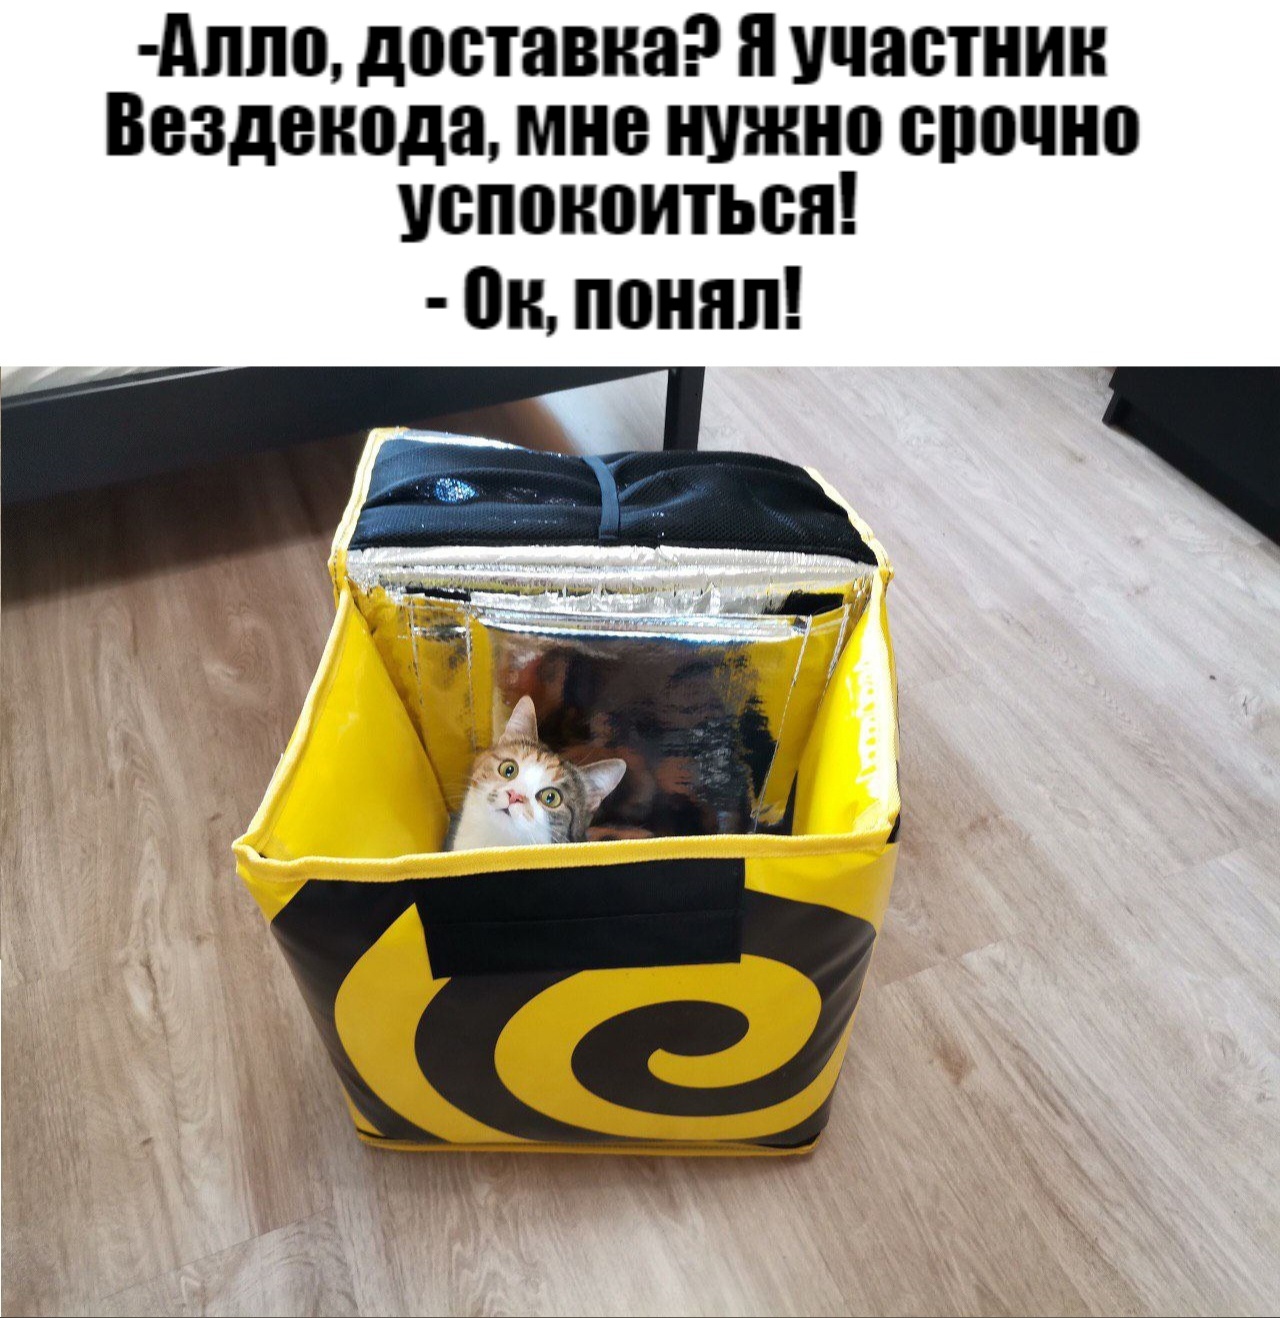 -Алло, доставка? Я участник
Вездекода, мне нужно срочно
успокоиться!
- Ок, понял!